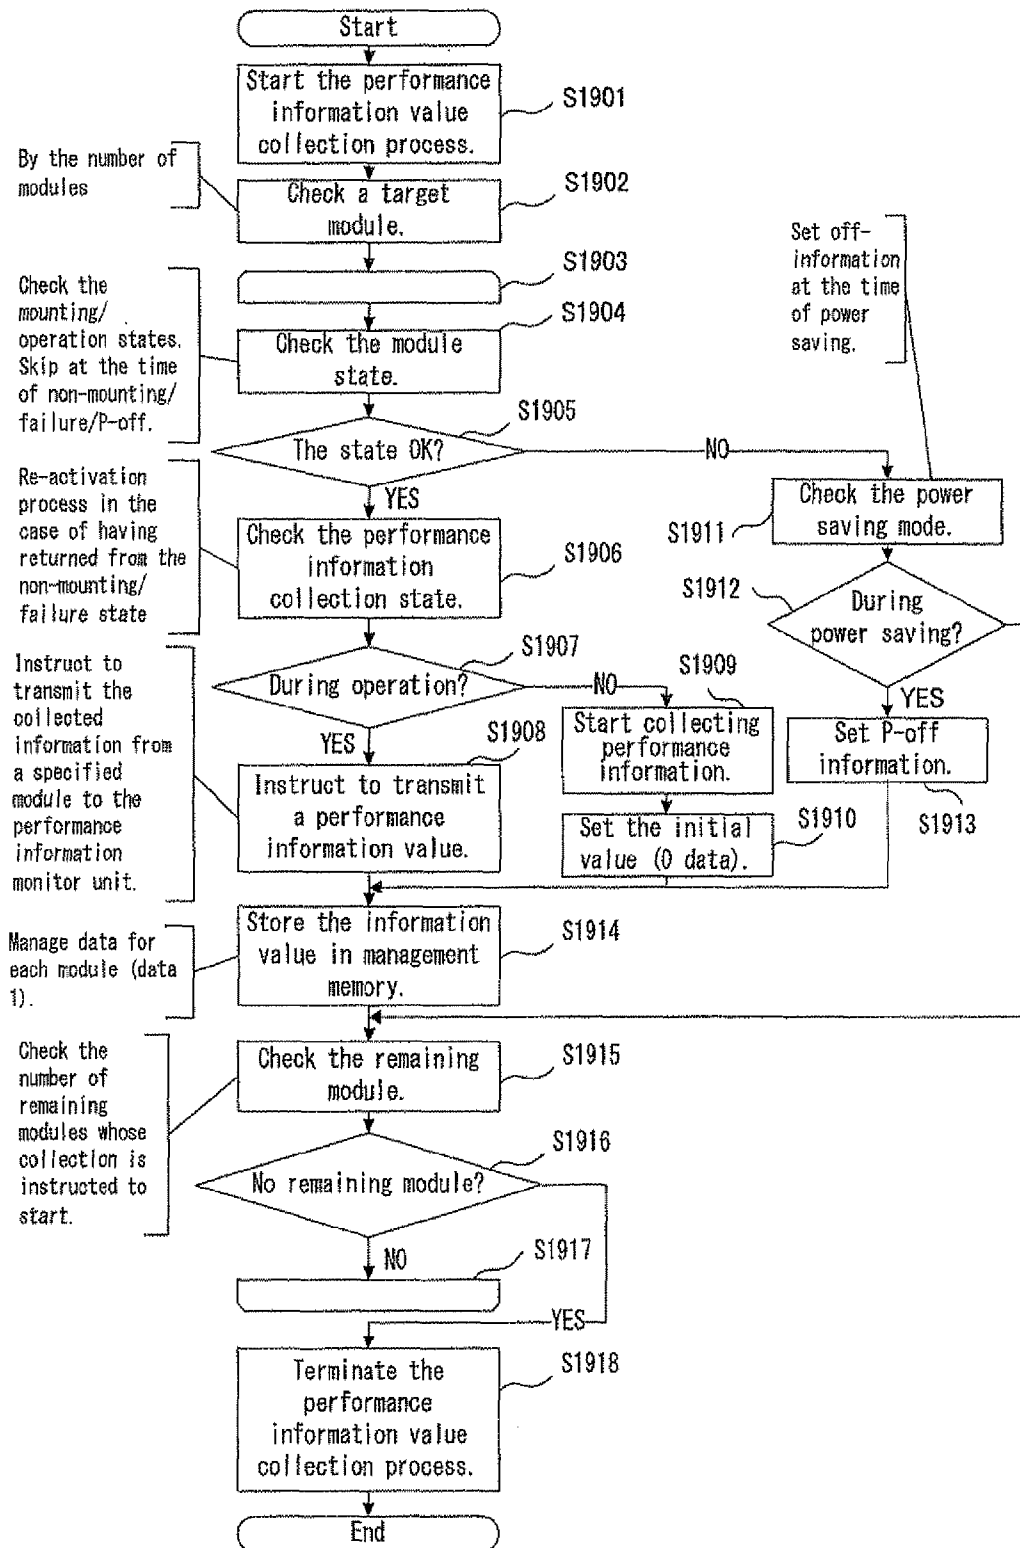 Start
Start the performance
information value
collection process.
S1901
By the number of
modules
Check a target
module.
S1902
S1903
Check the
mounting/
operation states.
Skip at the time
of non-mounting/
failure/P-off.
Check the module
state.
S1904
Set off-
information
at the time
of power
saving.
The state OK?
S1905
NO
YES
Re-activation
process in the
case of having
returned from the
non-mounting/
failure state
Check the performance
information
collection state.
S1906
Check the power
saving mode.
S1911
During
power saving?
S1912
YES
During operation?
S1907
NO
YES
Instruct to
transmit the
collected
information from
a specified
module to the
performance
information
monitor unit.
Instruct to transmit
a performance
information value.
S1908
Start collecting
performance
information.
S1909
Set the initial
value (0 data).
S1910
Set P-off
information.
S1913
Manage data for
each module (data
1).
Store the information
value in management
memory.
S1914
Check the
number of
remaining
modules whose
collection is
instructed to
start.
Check the remaining
module.
S1915
No remaining module?
S1916
NO
S1917
YES
Terminate the
performance
information value
collection process.
S1918
End